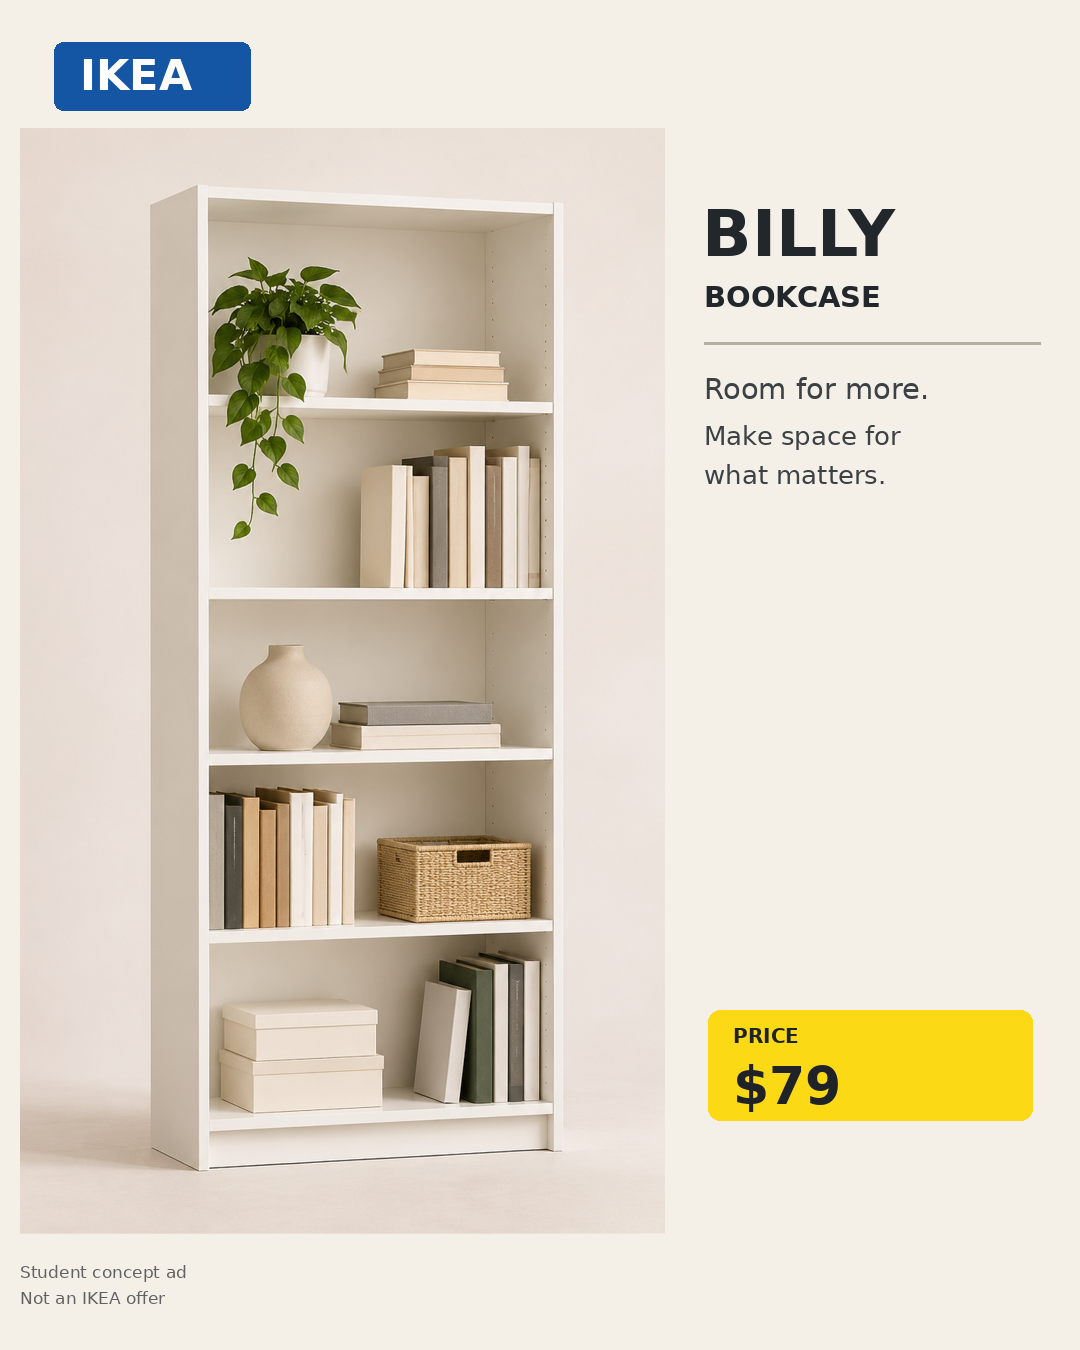 IKEA
BILLY
BOOKCASE
Room for more.
Make space for
what matters.
PRICE
$79
Student concept ad
Not an IKEA offer